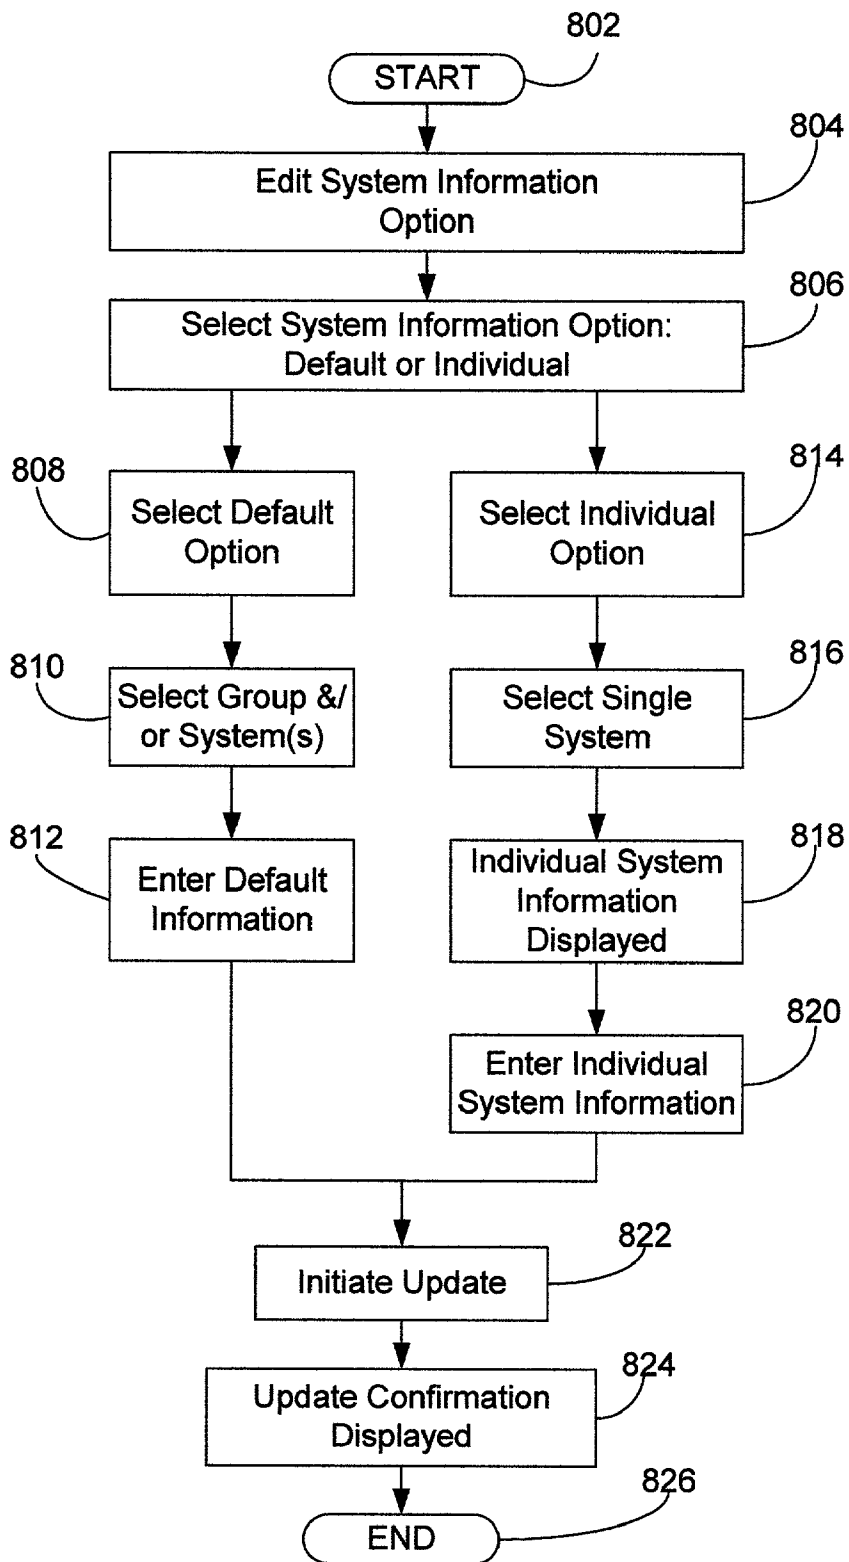 802
START
804
Edit System Information
Option
806
Select System Information Option:
Default or Individual
808
Select Default
Option
814
Select Individual
Option
810
Select Group &/
or System(s)
816
Select Single
System
812
Enter Default
Information
818
Individual System
Information
Displayed
820
Enter Individual
System Information
822
Initiate Update
824
Update Confirmation
Displayed
826
END